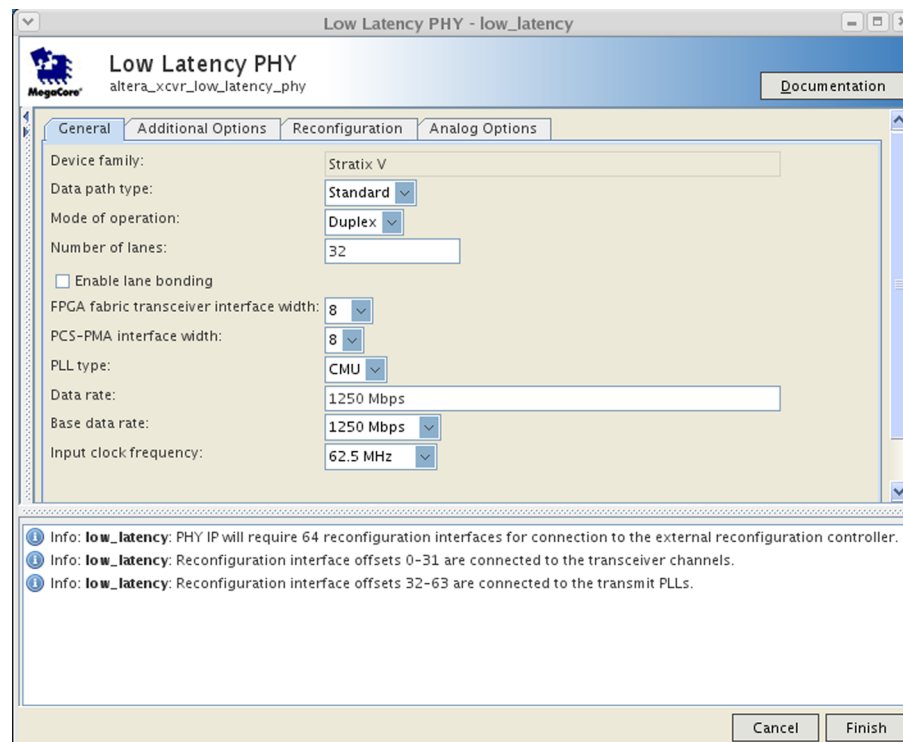 Low Latency PHY - low_latency
MegaCore®
Low Latency PHY
altera_xcvr_low_latency_phy
Documentation
General Additional Options Reconfiguration Analog Options
Device family: Stratix V
Data path type: Standard
Mode of operation: Duplex
Number of lanes: 32
Enable lane bonding
FPGA fabric transceiver interface width: 8
PCS-PMA interface width: 8
PLL type: CMU
Data rate: 1250 Mbps
Base data rate: 1250 Mbps
Input clock frequency: 62.5 MHz
Info: low_latency: PHY IP will require 64 reconfiguration interfaces for connection to the external reconfiguration controller.
Info: low_latency: Reconfiguration interface offsets 0-31 are connected to the transceiver channels.
Info: low_latency: Reconfiguration interface offsets 32-63 are connected to the transmit PLLs.
Cancel Finish